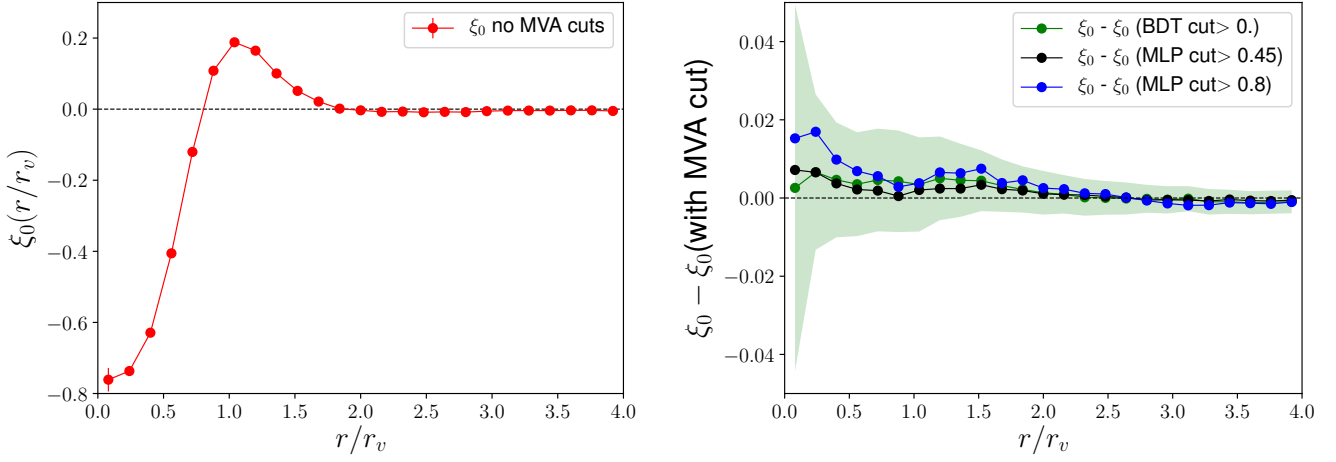 ξ₀ no MVA cuts
0.2
0.0
−0.2
−0.4
−0.6
−0.8
0.0 0.5 1.0 1.5 2.0 2.5 3.0 3.5 4.0
r/rᵥ
ξ₀(r/rᵥ)
ξ₀ - ξ₀ (BDT cut> 0.)
ξ₀ - ξ₀ (MLP cut> 0.45)
ξ₀ - ξ₀ (MLP cut> 0.8)
0.04
0.02
0.00
−0.02
−0.04
0.0 0.5 1.0 1.5 2.0 2.5 3.0 3.5 4.0
r/rᵥ
ξ₀ − ξ₀(with MVA cut)